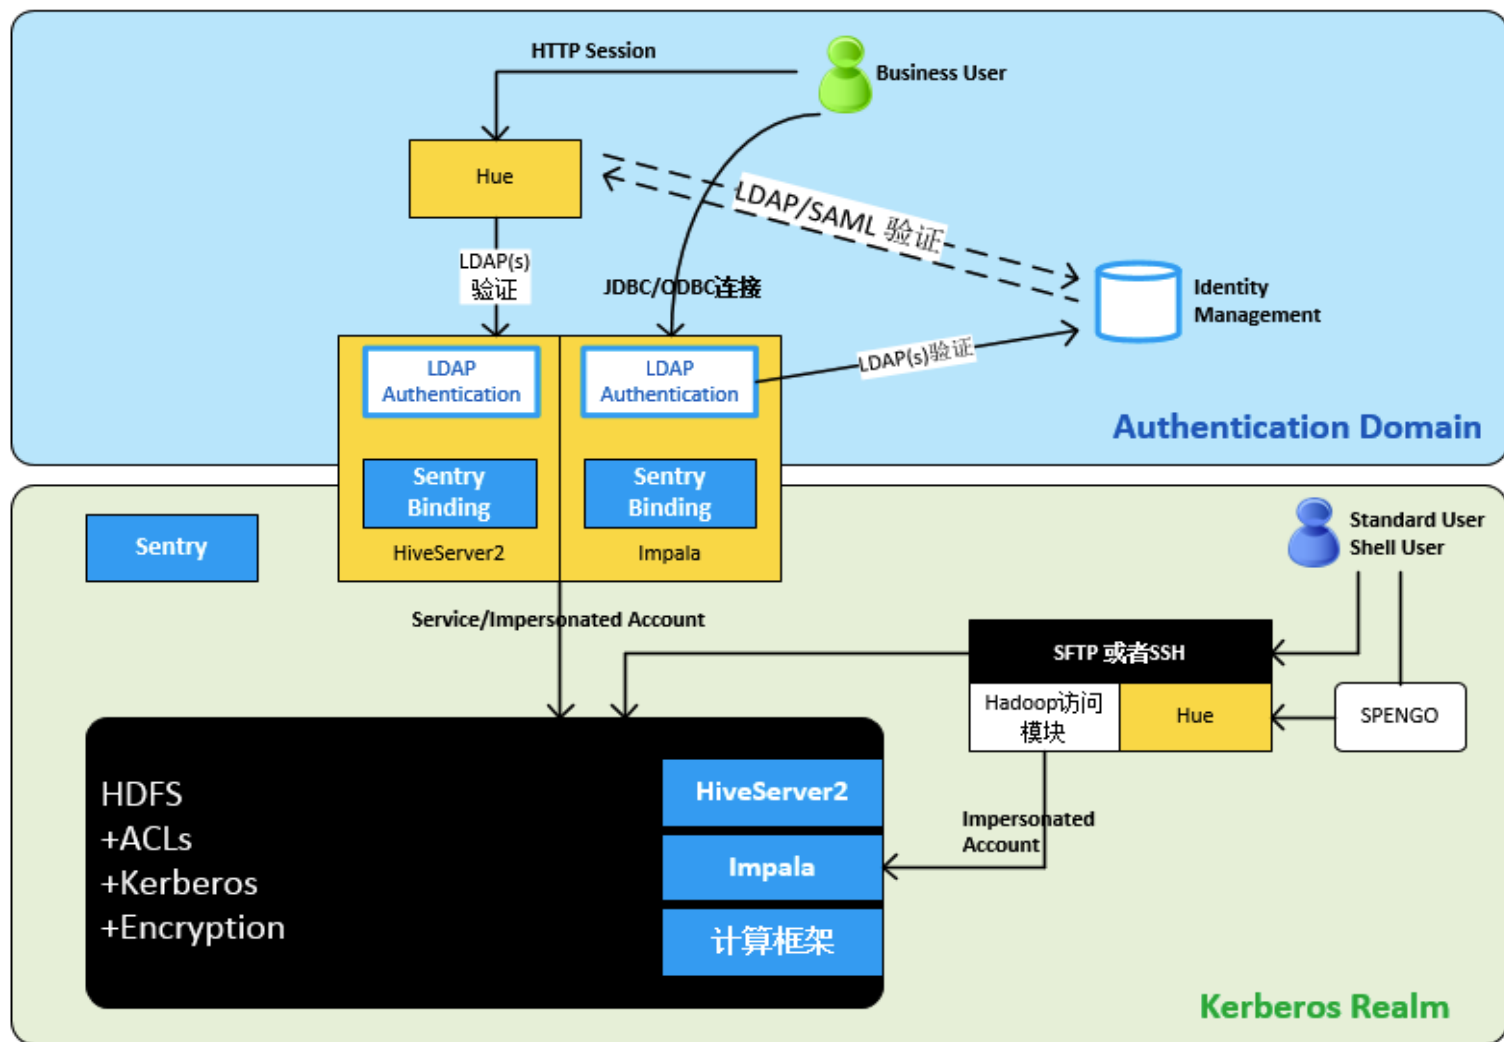 HTTP Session
Business User
Hue
LDAP/SAML 验证
LDAP(s)
验证
JDBC/ODBC连接
Identity
Management
LDAP
Authentication
LDAP
Authentication
LDAP(s)验证
Authentication Domain
Sentry
Binding
Sentry
Binding
HiveServer2
Impala
Sentry
Standard User
Shell User
Service/Impersonated Account
SFTP 或者SSH
Hadoop访问
模块
Hue
SPENGO
HDFS
+ACLs
+Kerberos
+Encryption
HiveServer2
Impala
计算框架
Impersonated
Account
Kerberos Realm